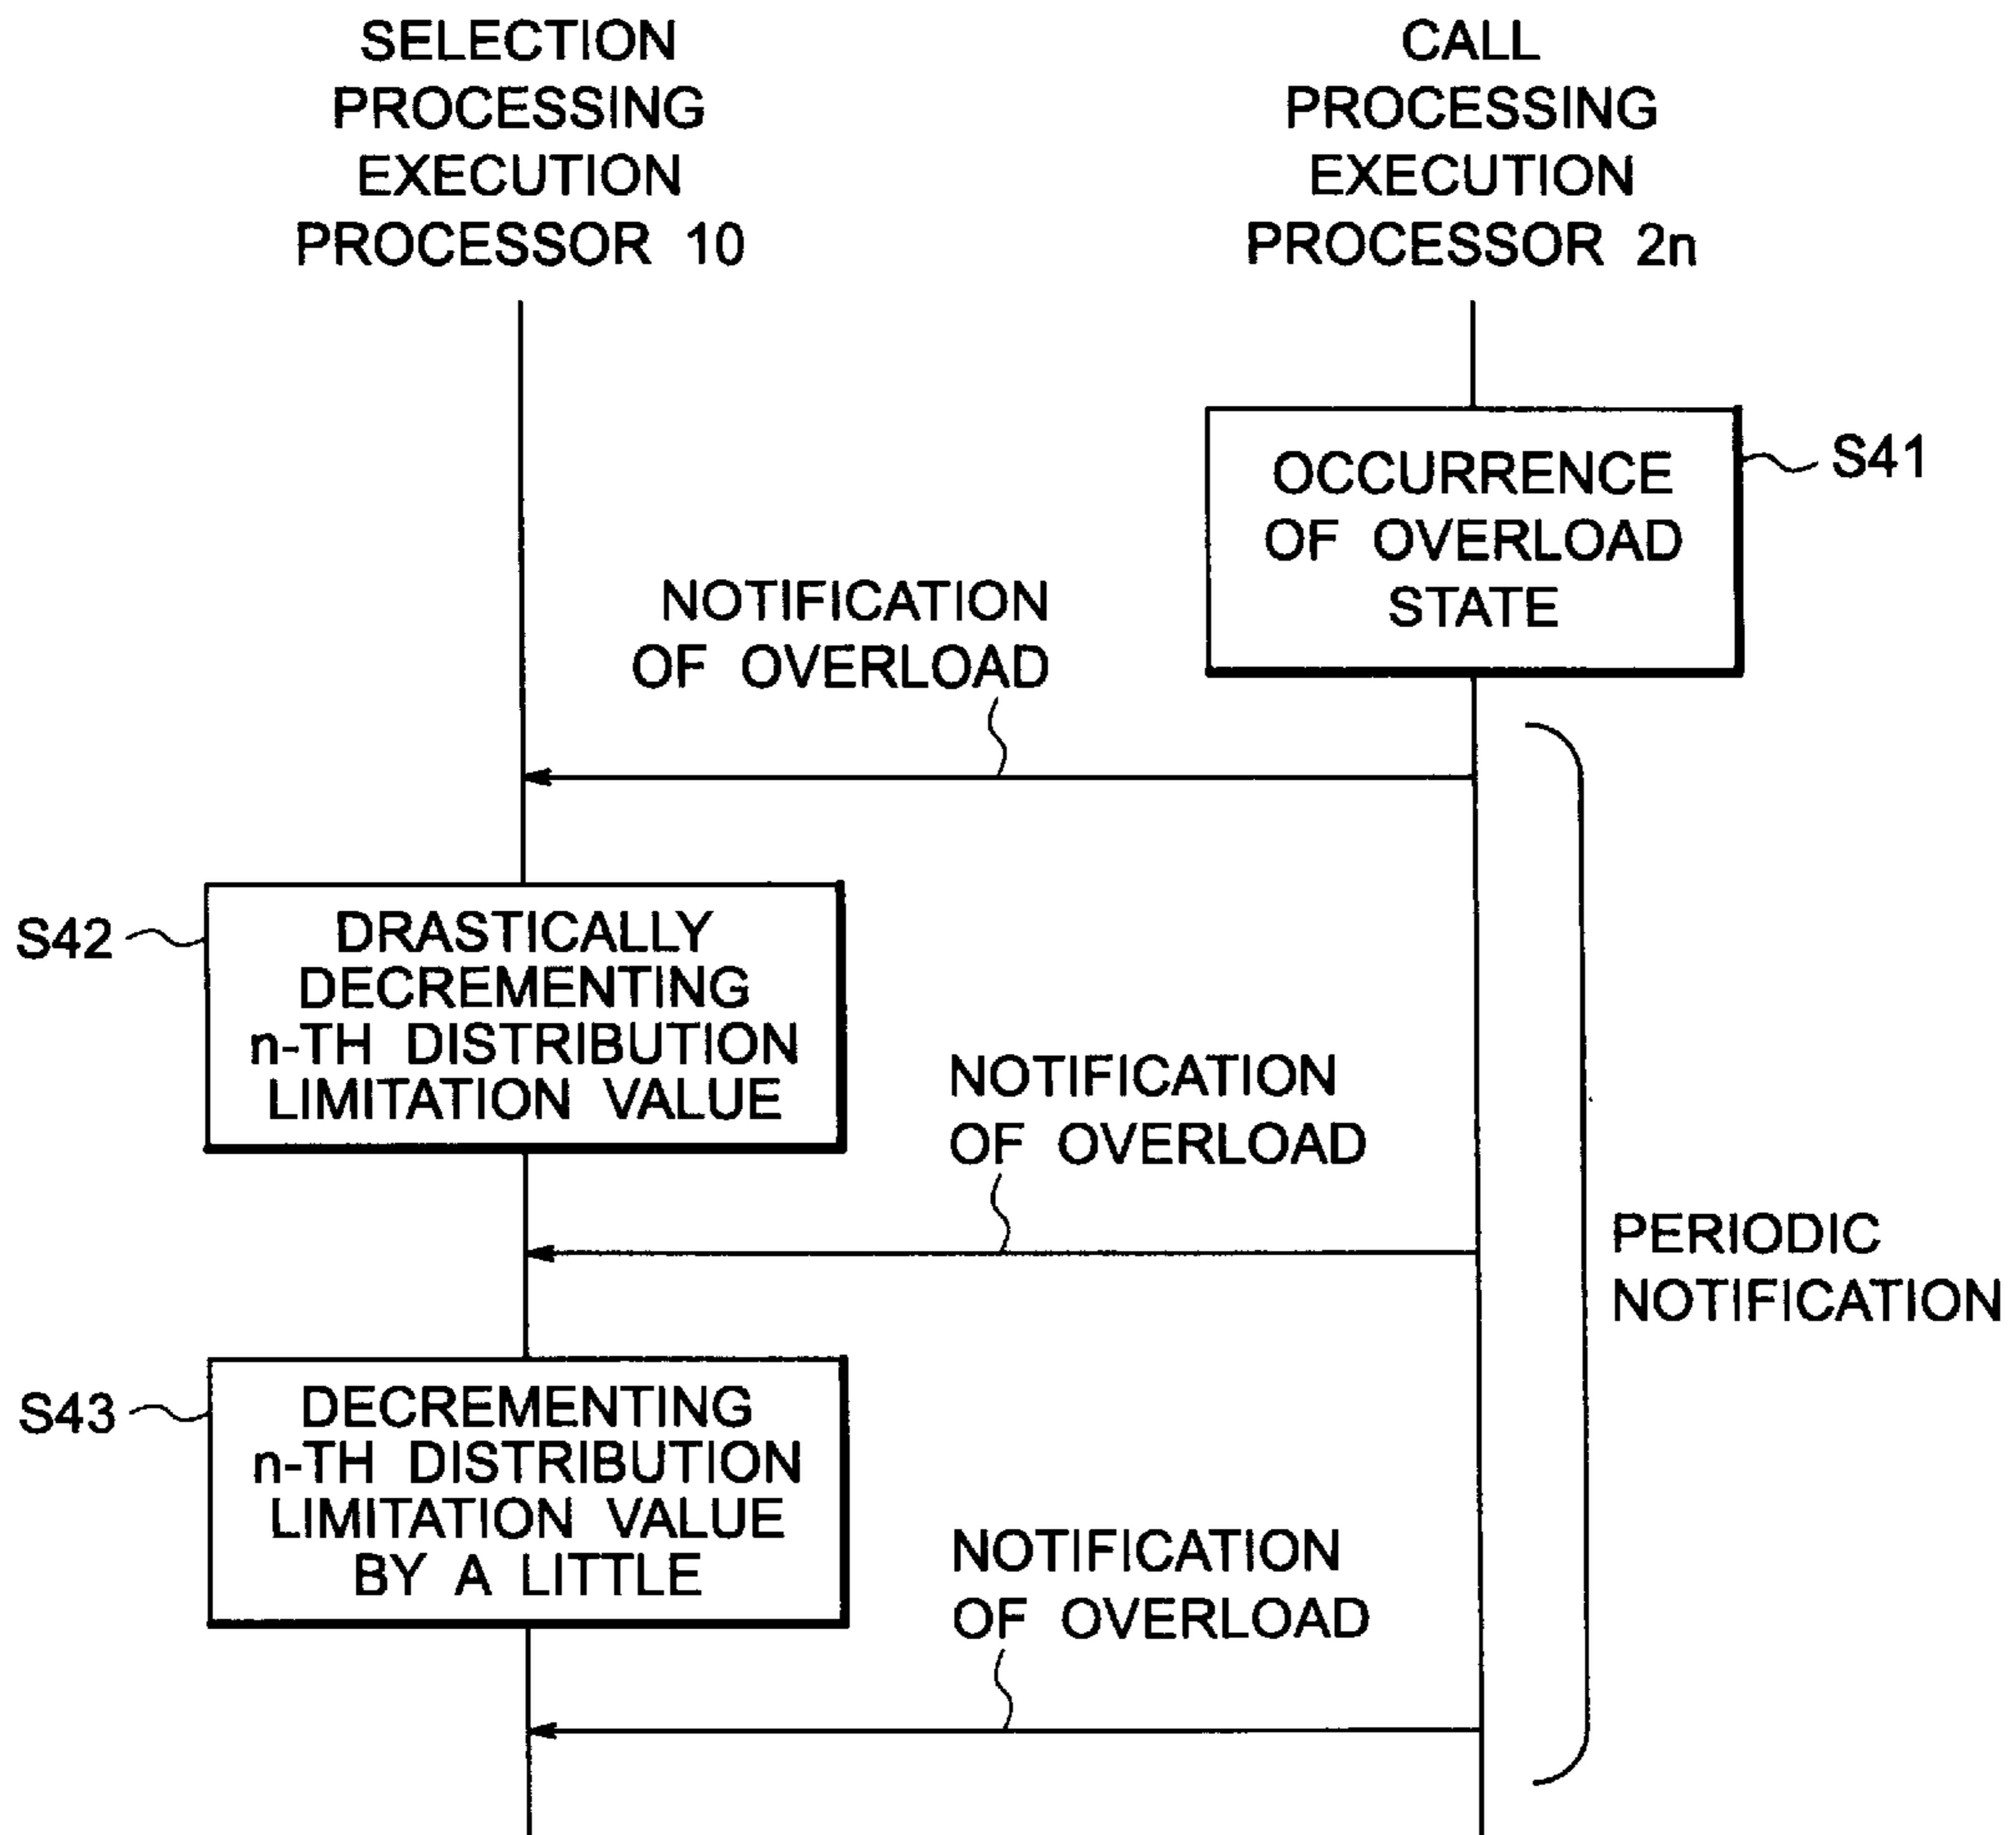 SELECTION
PROCESSING
EXECUTION
PROCESSOR 10
CALL
PROCESSING
EXECUTION
PROCESSOR 2n
OCCURRENCE
OF OVERLOAD
STATE
S41
NOTIFICATION
OF OVERLOAD
S42
DRASTICALLY
DECREMENTING
n-TH DISTRIBUTION
LIMITATION VALUE
NOTIFICATION
OF OVERLOAD
PERIODIC
NOTIFICATION
S43
DECREMENTING
n-TH DISTRIBUTION
LIMITATION VALUE
BY A LITTLE
NOTIFICATION
OF OVERLOAD